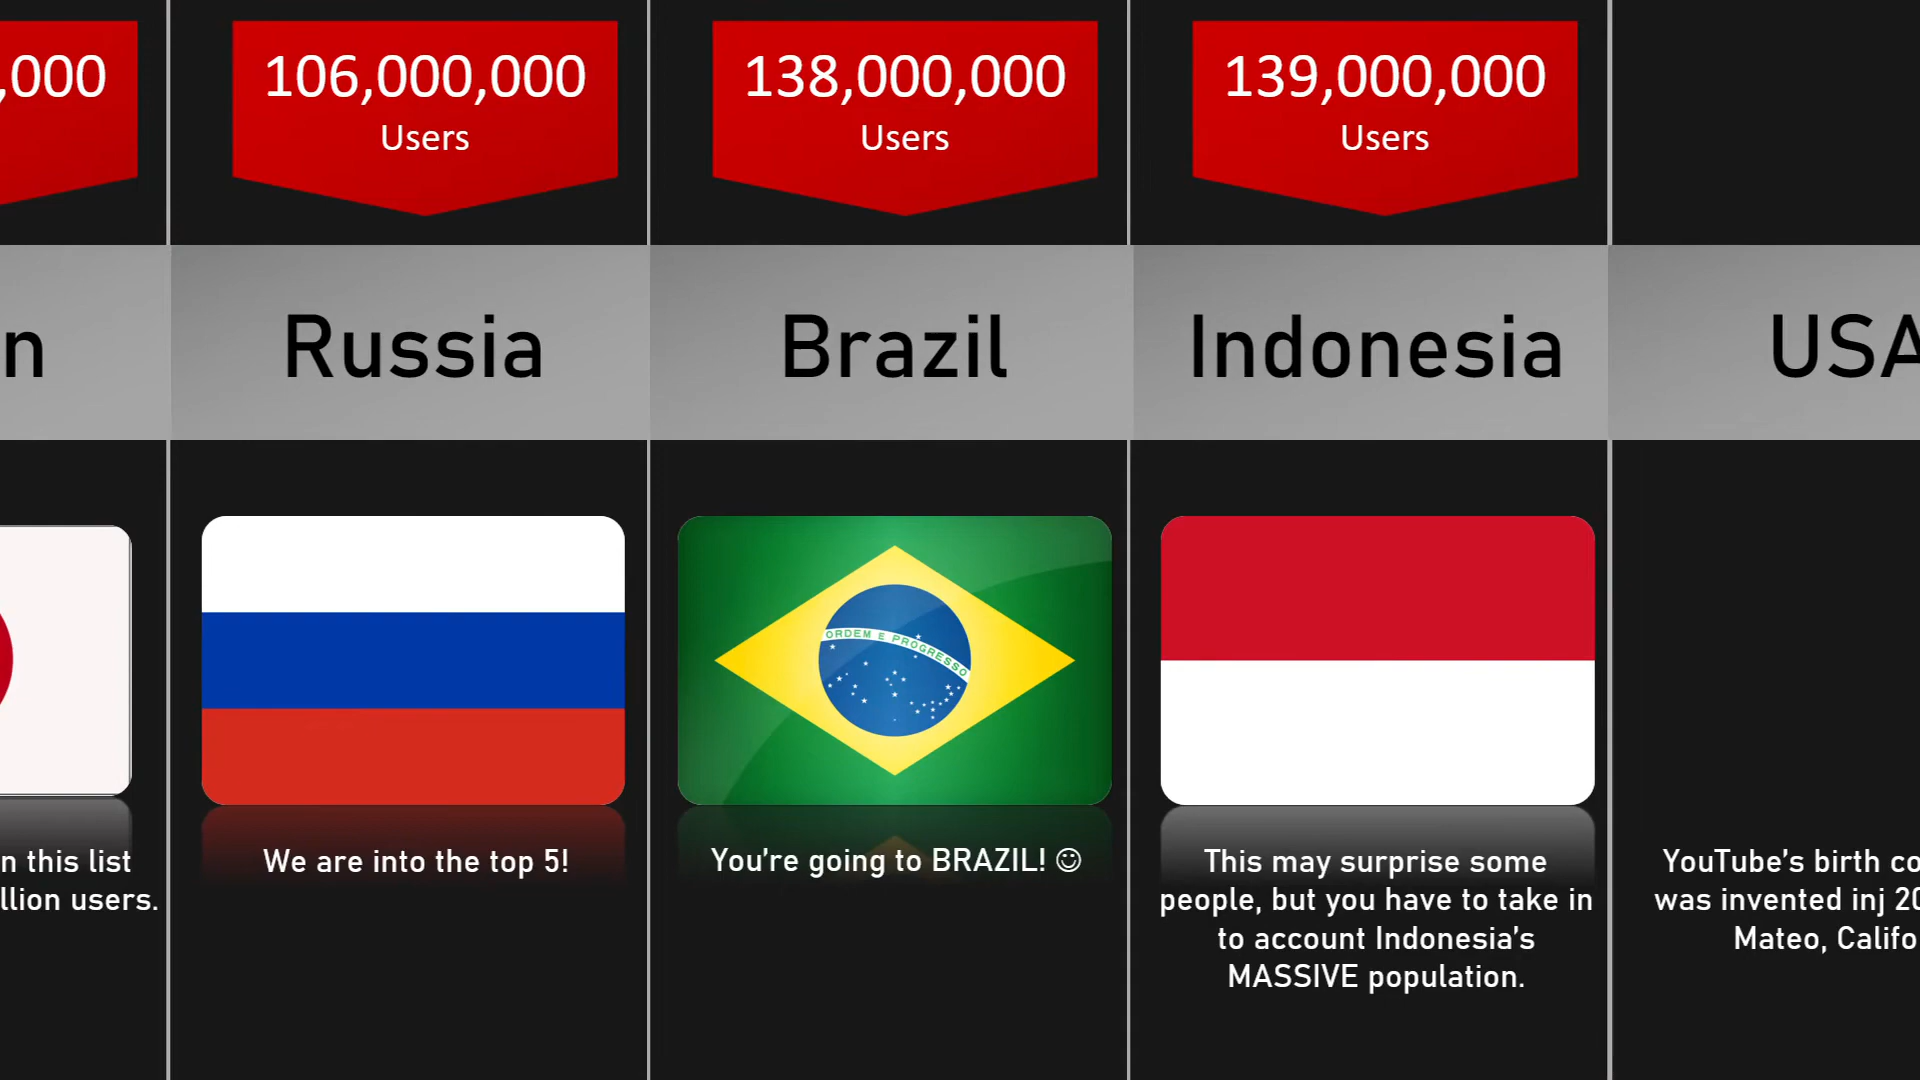 ,000
n
n this list
llion users.
106,000,000
Users
Russia
We are into the top 5!
138,000,000
Users
Brazil
ORDEM E PROGRESSO
You're going to BRAZIL! ☺
139,000,000
Users
Indonesia
This may surprise some
people, but you have to take in
to account Indonesia's
MASSIVE population.
USA
YouTube's birth co
was invented inj 20
Mateo, Califo